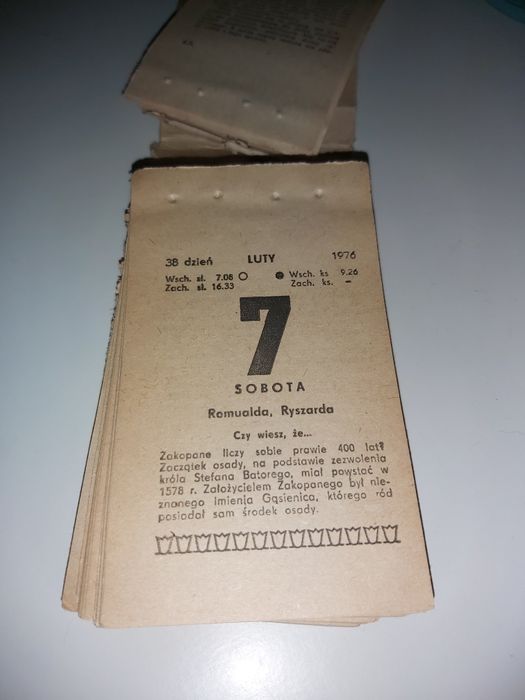 38 dzień LUTY 1976
Wsch. sł. 7.08 Wsch. ks 9.26
Zach. sł. 16.33 Zach. ks. –
7
SOBOTA
Romualda, Ryszarda
Czy wiesz, że...
Zakopane liczy sobie prawie 400 lat?
Zaczątek osady, na podstawie zezwolenia
króla Stefana Batorego, miał powstać w
1578 r. Założycielem Zakopanego był nie-
znanego imienia Gąsienica, którego ród
posiadał sam środek osady.